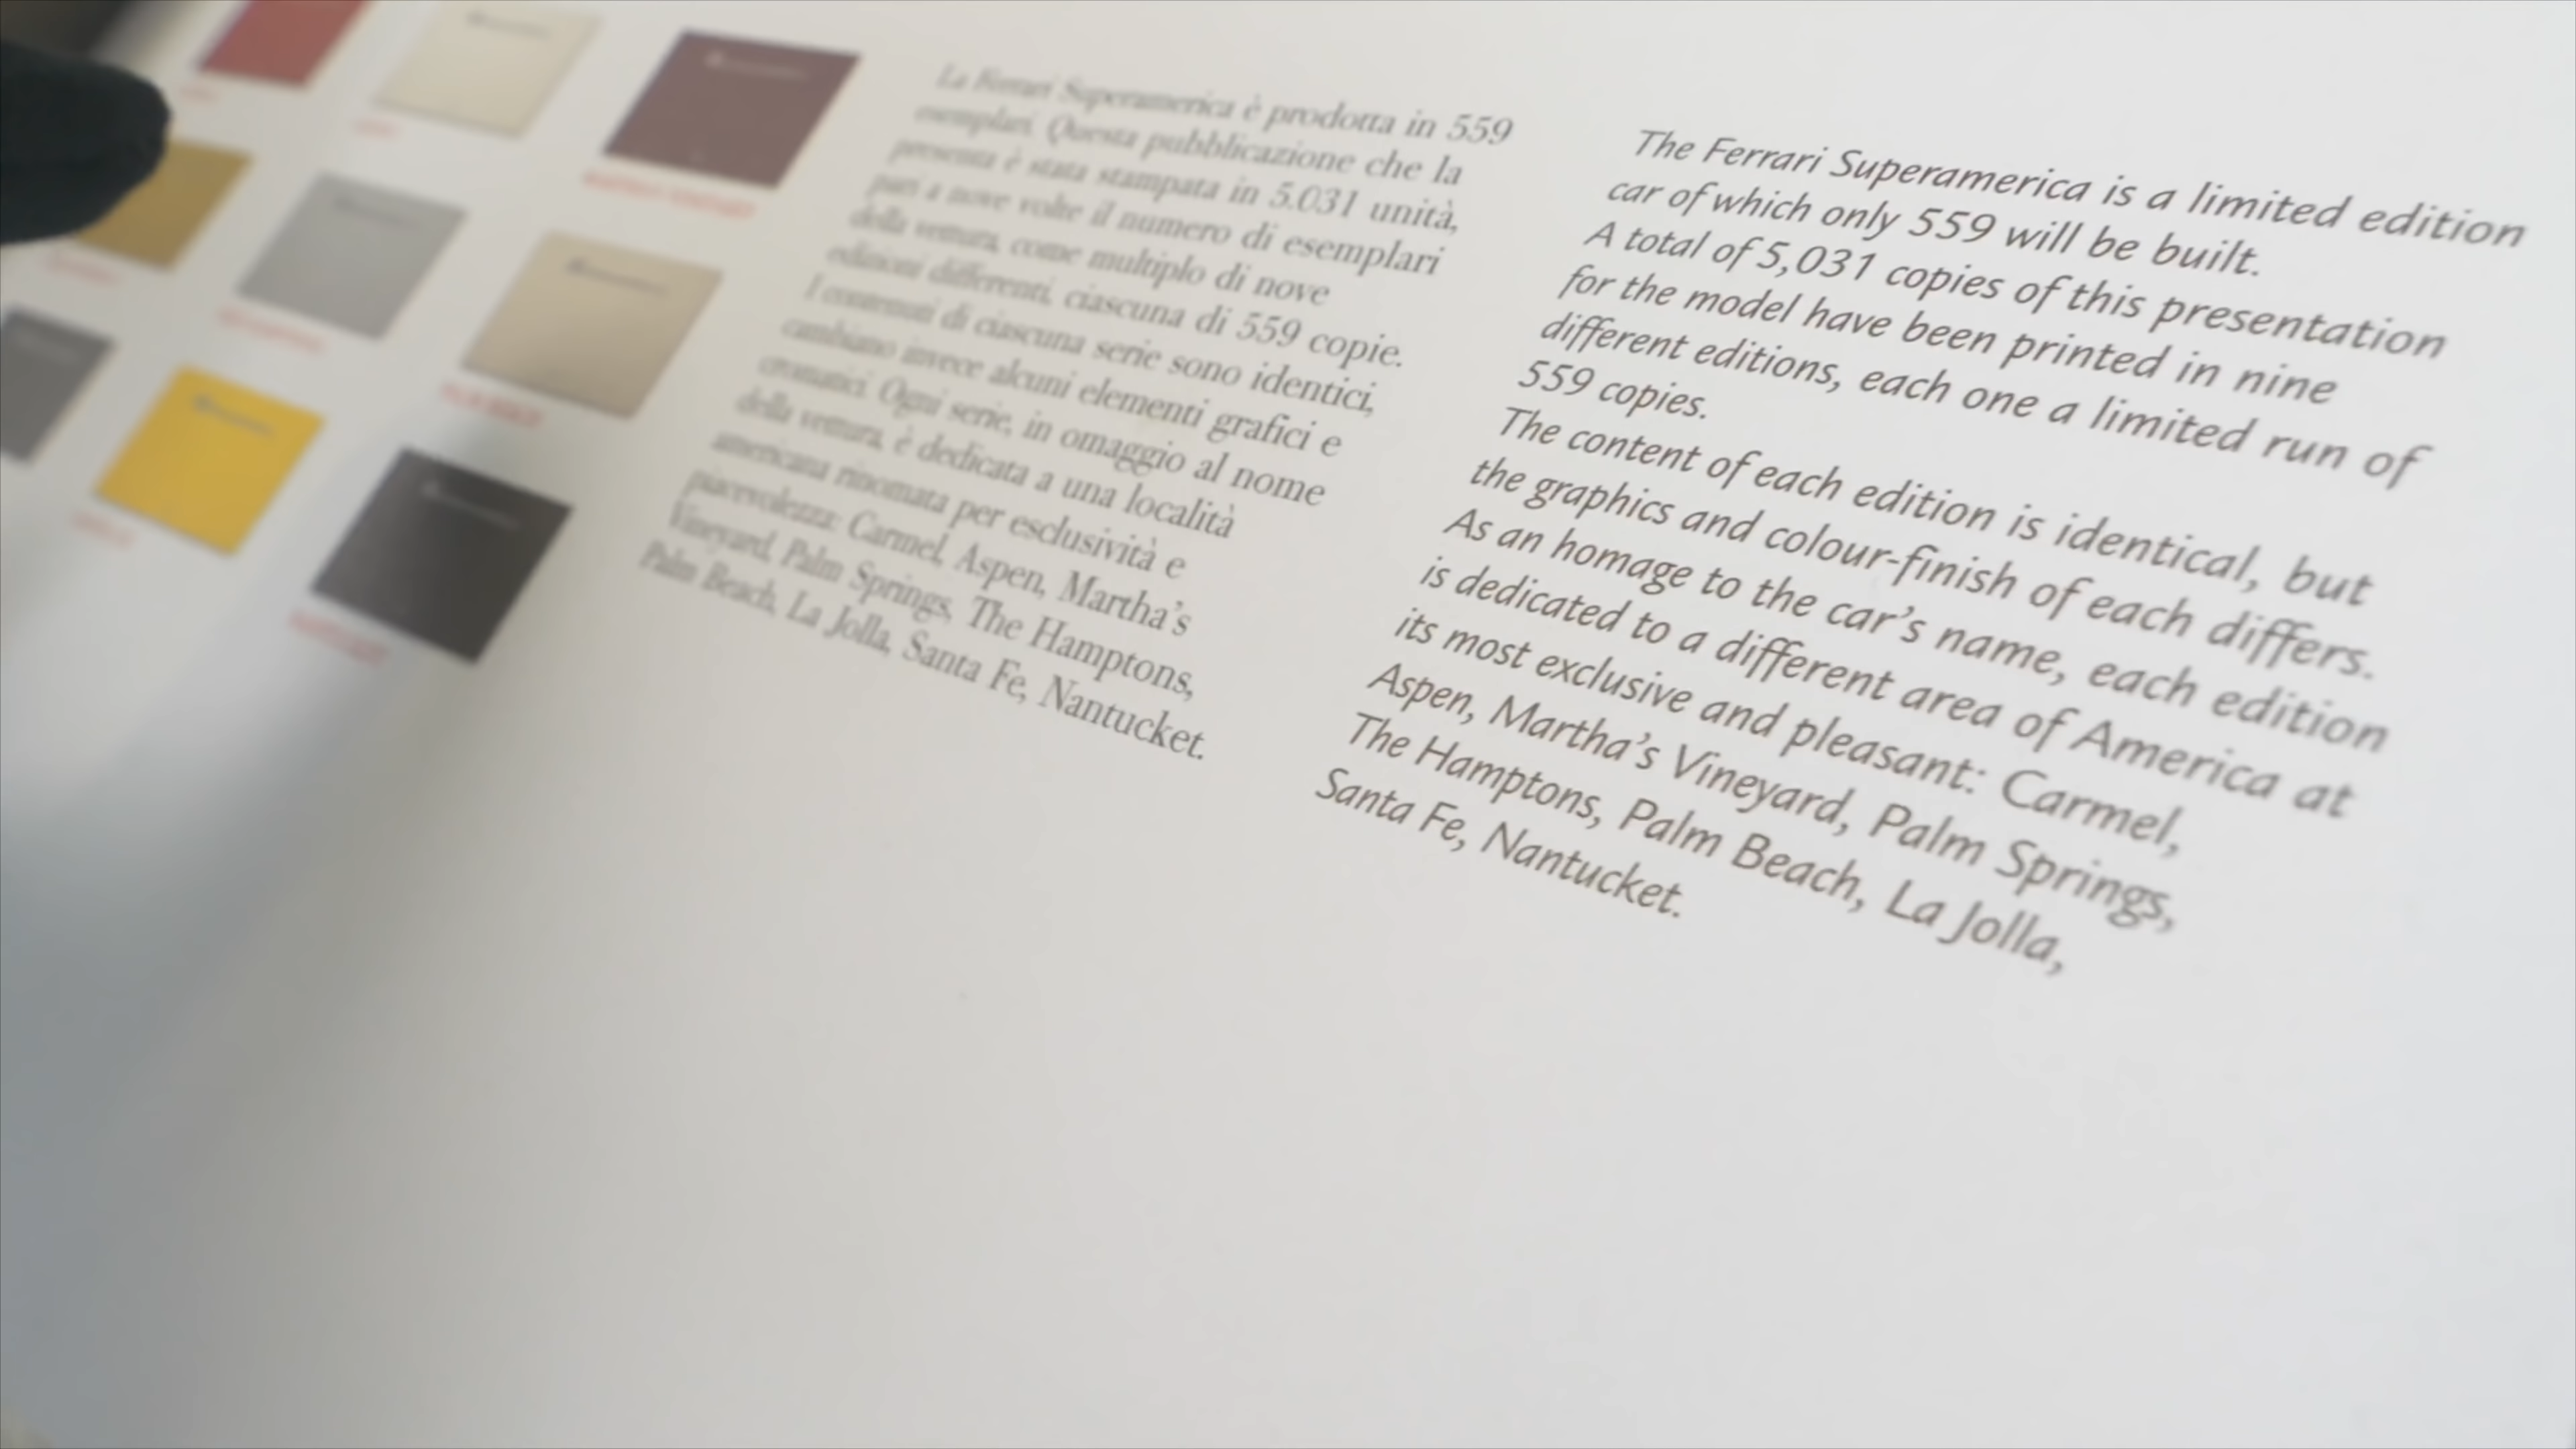 La Ferrari Superamerica è prodotta in 559
esemplari. Questa pubblicazione che la
presenta è stata stampata in 5.031 unità,
pari a nove volte il numero di esemplari
della vettura, come multiplo di nove
edizioni differenti, ciascuna di 559 copie.
I contenuti di ciascuna serie sono identici,
cambiano invece alcuni elementi grafici e
cromatici. Ogni serie, in omaggio al nome
della vettura, è dedicata a una località
americana rinomata per esclusività e
piacevolezza: Carmel, Aspen, Martha's
Vineyard, Palm Springs, The Hamptons,
Palm Beach, La Jolla, Santa Fe, Nantucket.
The Ferrari Superamerica is a limited edition
car of which only 559 will be built.
A total of 5,031 copies of this presentation
for the model have been printed in nine
different editions, each one a limited run of
559 copies.
The content of each edition is identical, but
the graphics and colour-finish of each differs.
As an homage to the car's name, each edition
is dedicated to a different area of America at
its most exclusive and pleasant: Carmel,
Aspen, Martha's Vineyard, Palm Springs,
The Hamptons, Palm Beach, La Jolla,
Santa Fe, Nantucket.